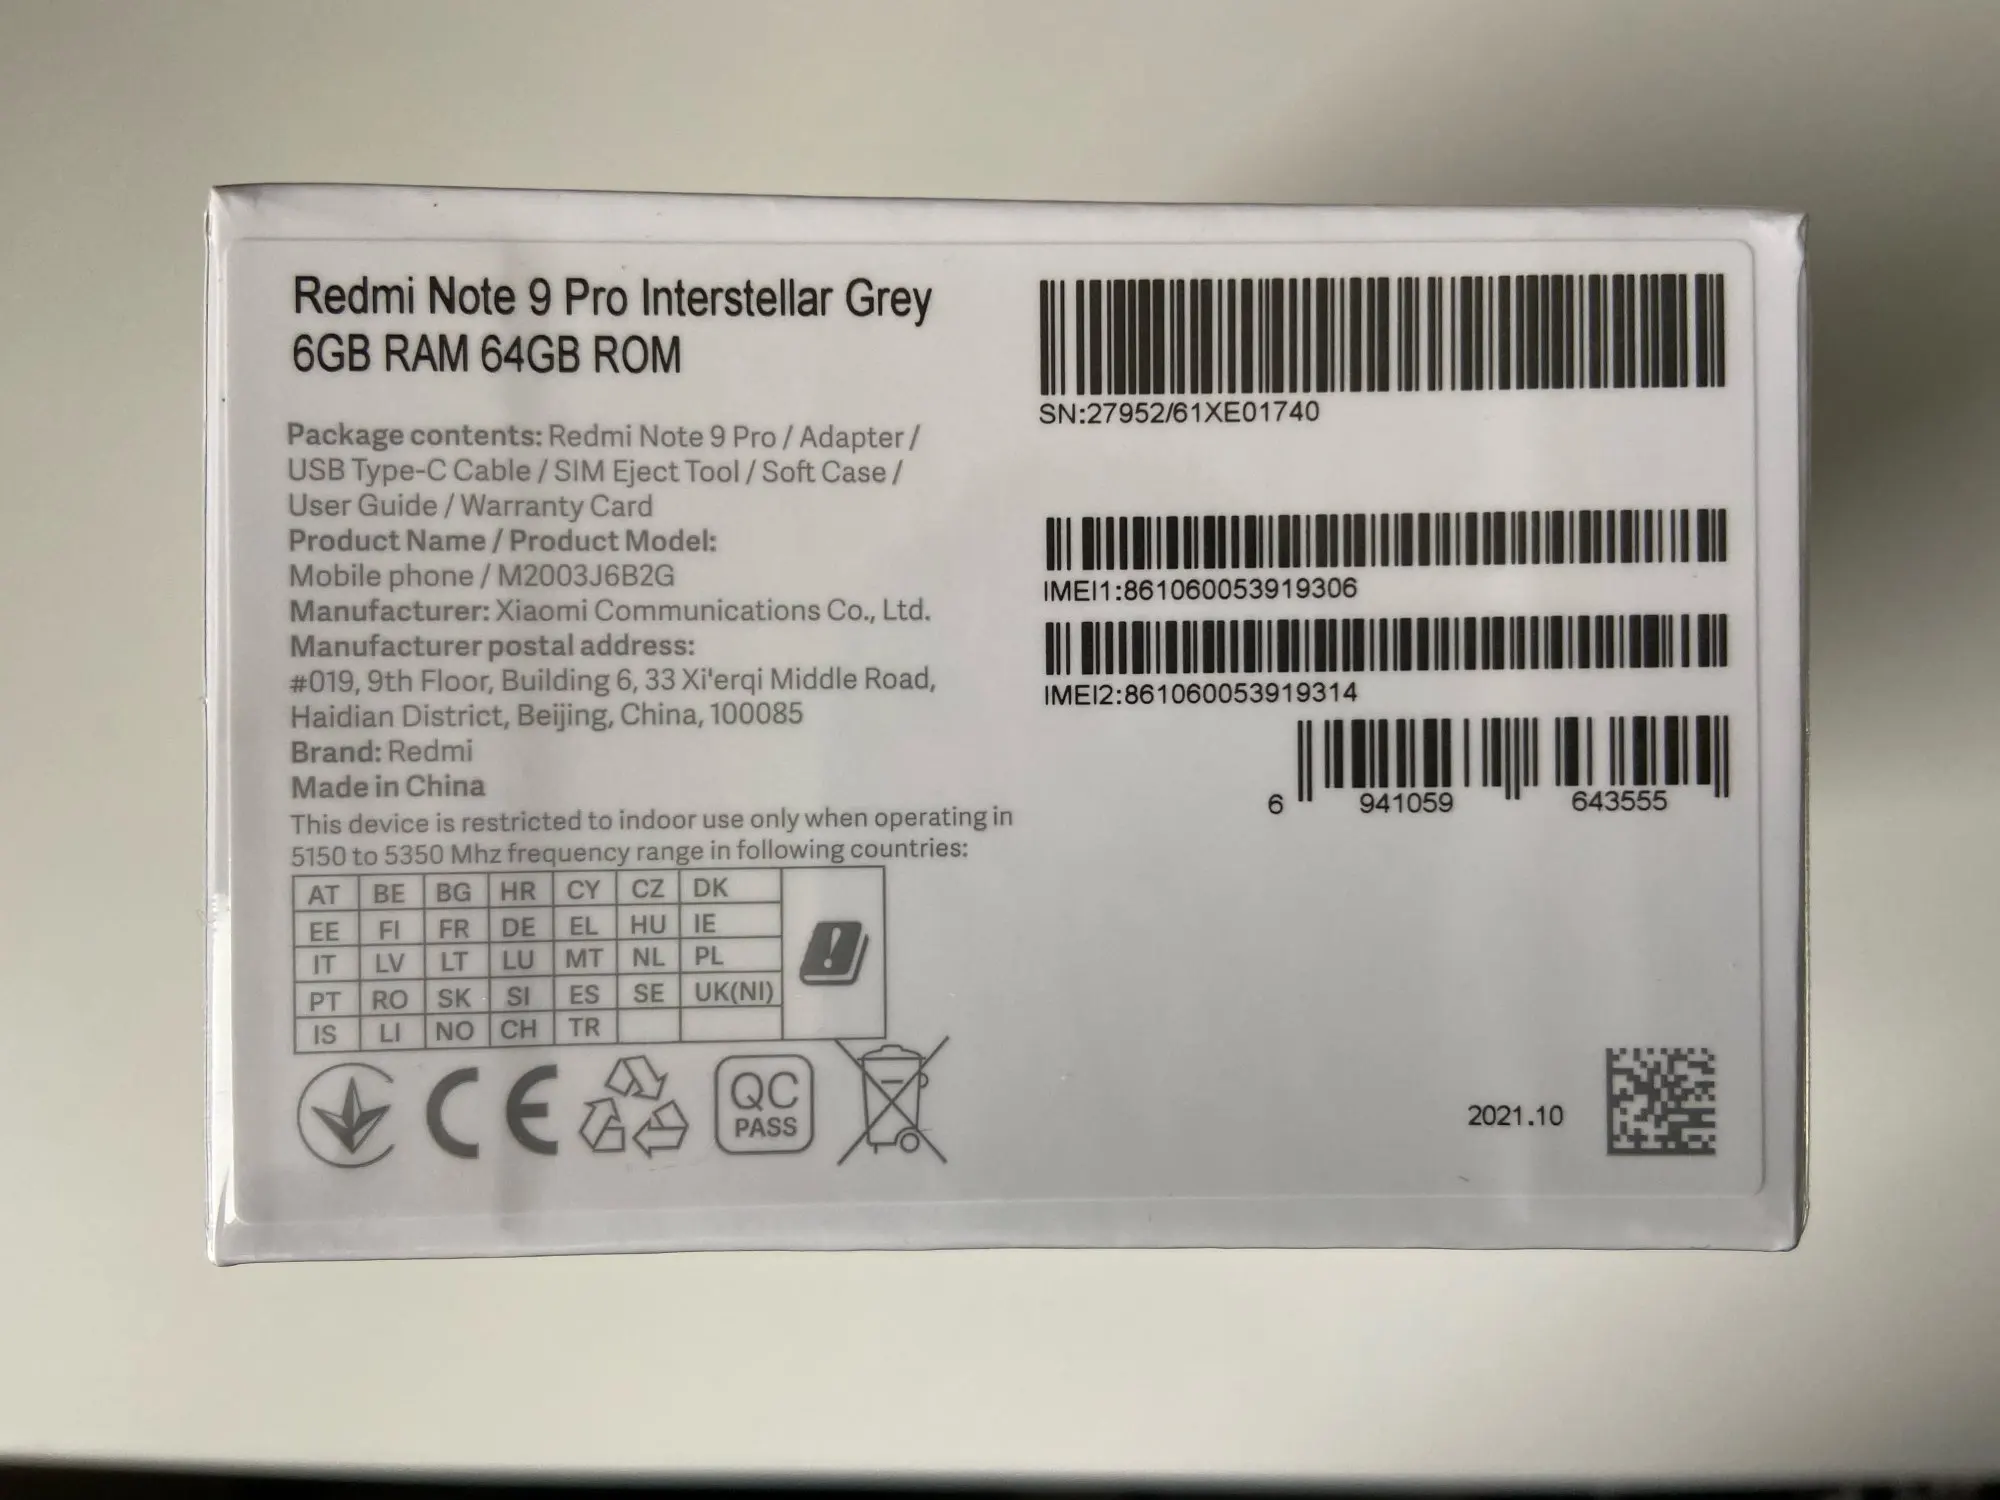 Redmi Note 9 Pro Interstellar Grey
6GB RAM 64GB ROM
Package contents: Redmi Note 9 Pro / Adapter /
USB Type-C Cable / SIM Eject Tool / Soft Case /
User Guide / Warranty Card
Product Name / Product Model:
Mobile phone / M2003J6B2G
Manufacturer: Xiaomi Communications Co., Ltd.
Manufacturer postal address:
#019, 9th Floor, Building 6, 33 Xi'erqi Middle Road,
Haidian District, Beijing, China, 100085
Brand: Redmi
Made in China
This device is restricted to indoor use only when operating in
5150 to 5350 Mhz frequency range in following countries:
AT BE BG HR CY CZ DK
EE FI FR DE EL HU IE
IT LV LT LU MT NL PL
PT RO SK SI ES SE UK(NI)
IS LI NO CH TR
CE
QC
PASS
SN:27952/61XE01740
IMEI1:861060053919306
IMEI2:861060053919314
6 941059 643555
2021.10